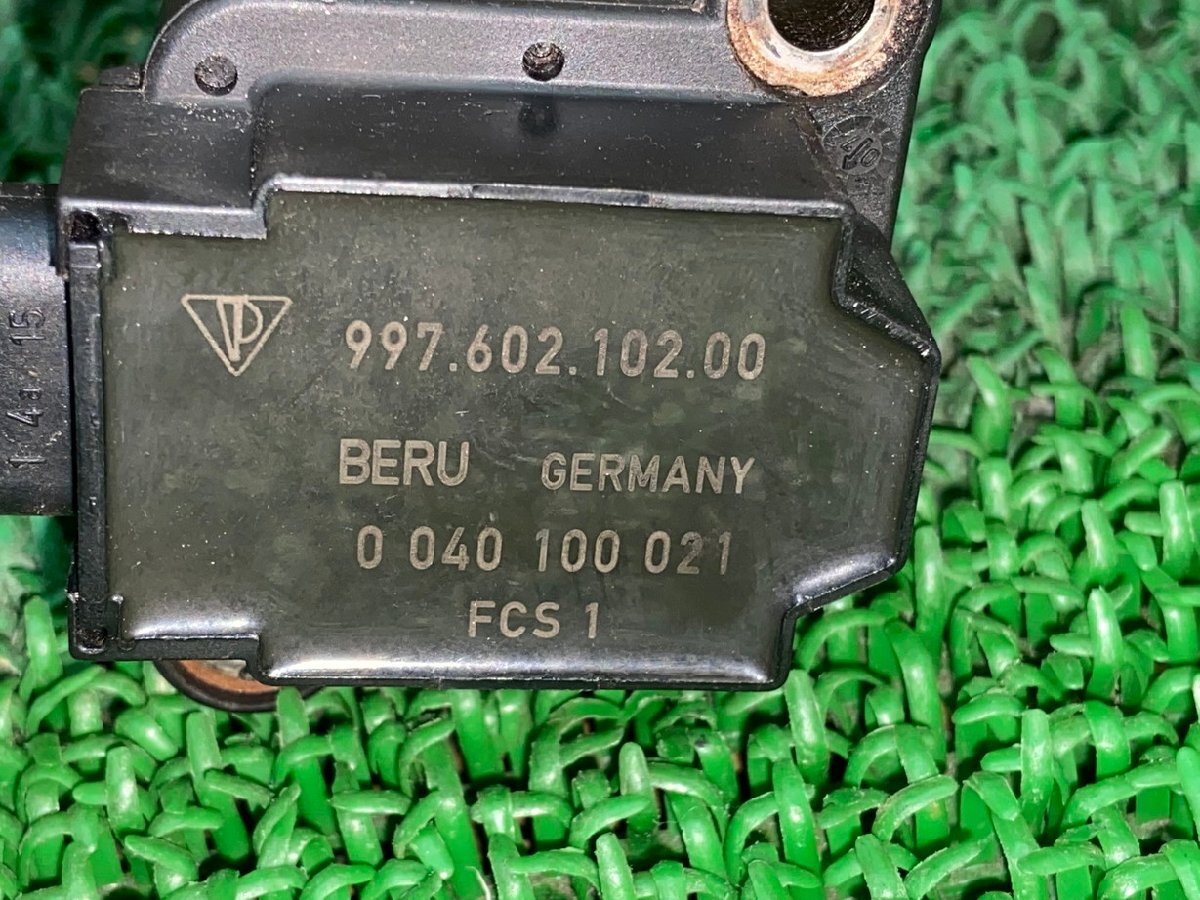 997.602.102.00
BERU GERMANY
0 040 100 021
FCS 1